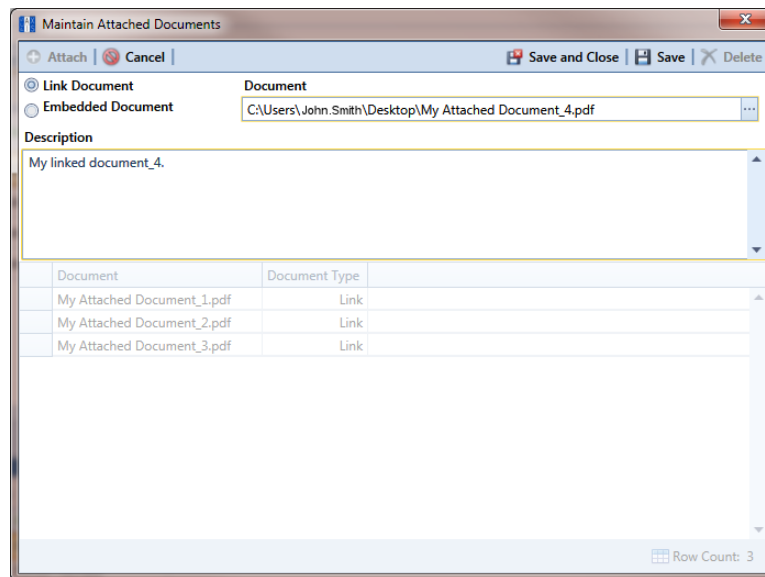 Maintain Attached Documents
Attach Cancel Save and Close Save Delete
Link Document Document
Embedded Document C:\Users\John.Smith\Desktop\My Attached Document_4.pdf ...
Description
My linked document_4.
Document Document Type
My Attached Document_1.pdf Link
My Attached Document_2.pdf Link
My Attached Document_3.pdf Link
Row Count: 3